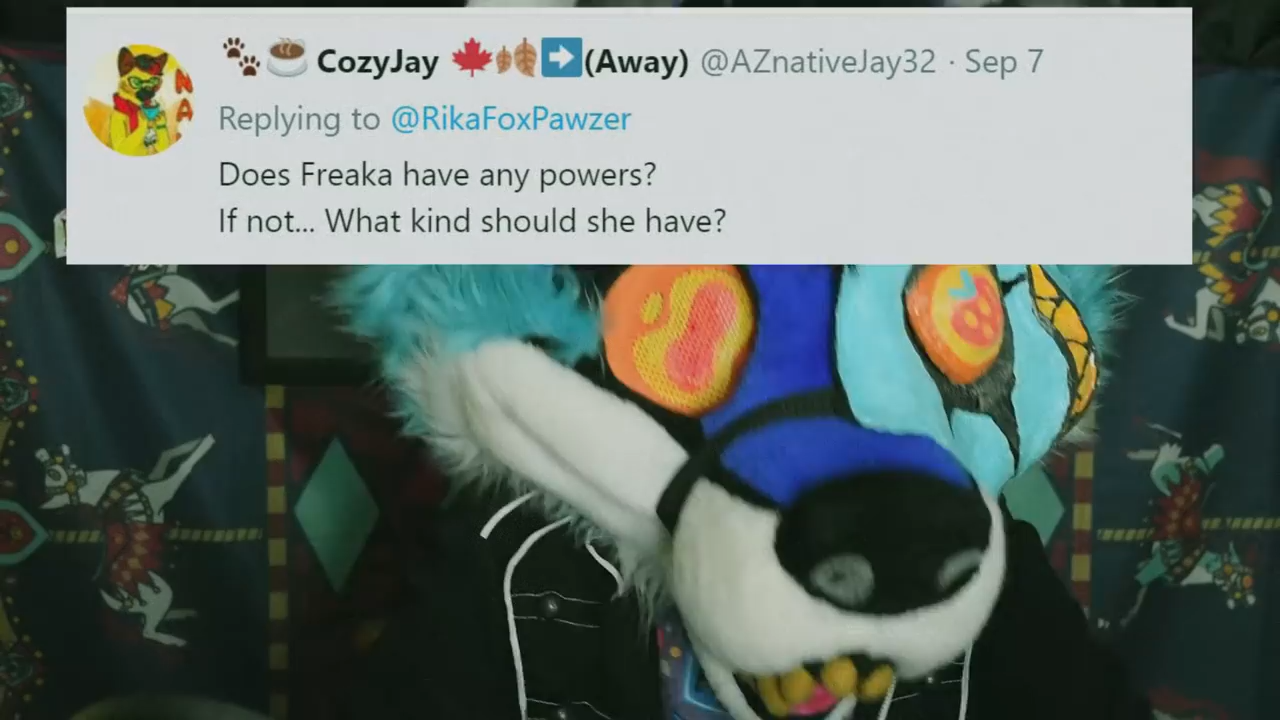 🐾☕ CozyJay 🍁🍂➡️(Away) @AZnativeJay32 · Sep 7
Replying to @RikaFoxPawzer
Does Freaka have any powers?
If not... What kind should she have?
N
A